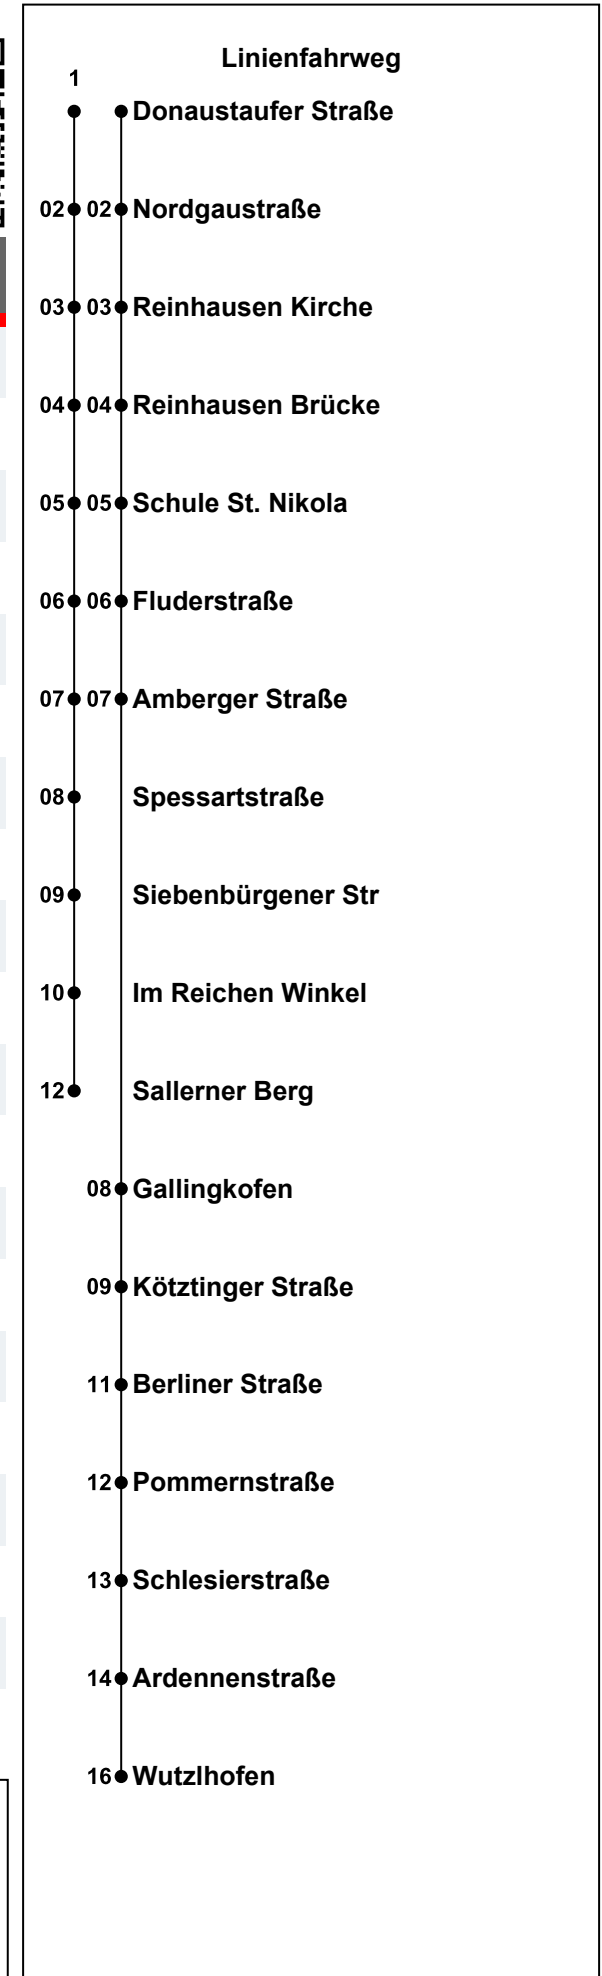 Linienfahrweg
1
Donaustaufer Straße
02 02 Nordgaustraße
03 03 Reinhausen Kirche
04 04 Reinhausen Brücke
05 05 Schule St. Nikola
06 06 Fluderstraße
07 07 Amberger Straße
08 Spessartstraße
09 Siebenbürgener Str
10 Im Reichen Winkel
12 Sallerner Berg
08 Gallingkofen
09 Kötztinger Straße
11 Berliner Straße
12 Pommernstraße
13 Schlesierstraße
14 Ardennenstraße
16 Wutzlhofen